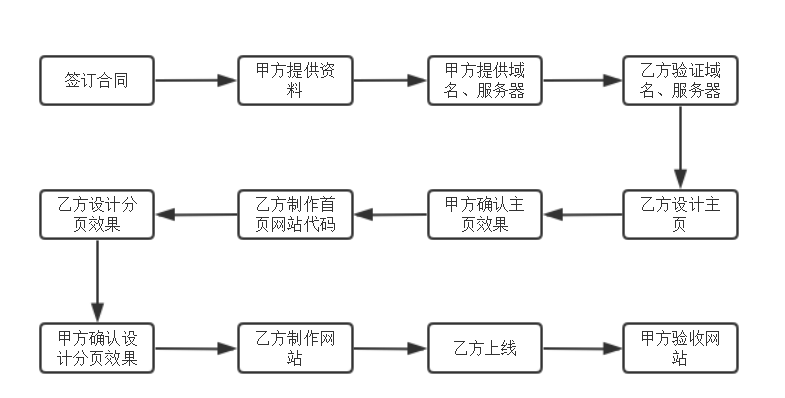 签订合同
甲方提供资
料
甲方提供域
名、服务器
乙方验证域
名、服务器
乙方设计主
页
甲方确认主
页效果
乙方制作首
页网站代码
乙方设计分
页效果
甲方确认设
计分页效果
乙方制作网
站
乙方上线
甲方验收网
站